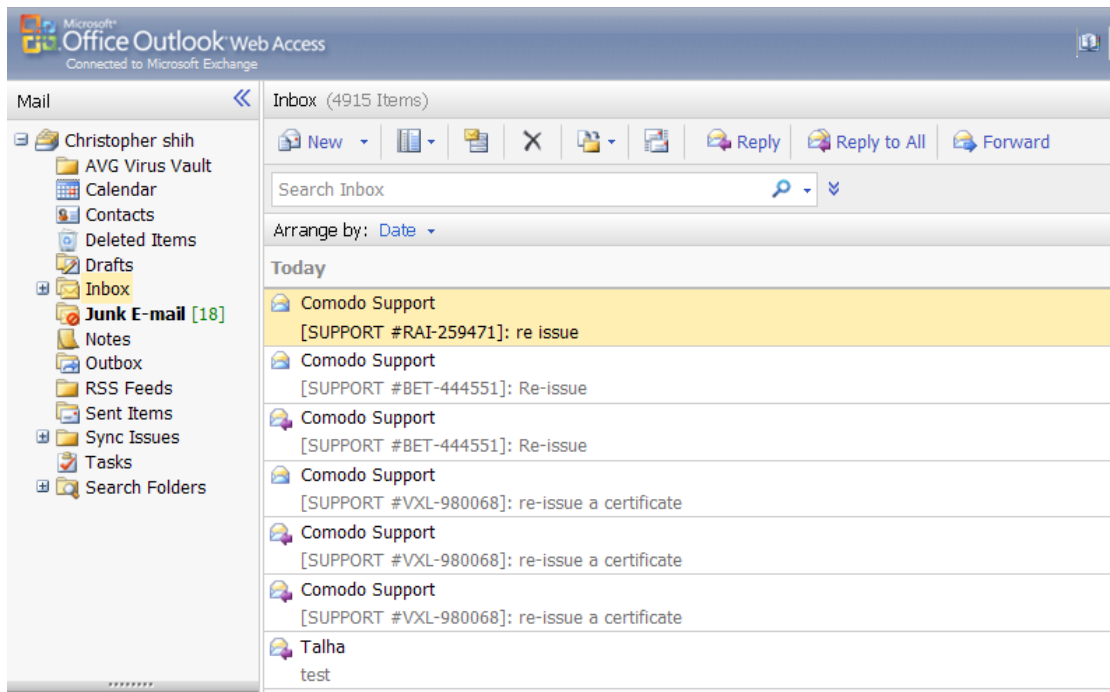 Microsoft®
Office Outlook Web Access
Connected to Microsoft Exchange
Mail
Christopher shih
AVG Virus Vault
Calendar
Contacts
Deleted Items
Drafts
Inbox
Junk E-mail [18]
Notes
Outbox
RSS Feeds
Sent Items
Sync Issues
Tasks
Search Folders
Inbox (4915 Items)
New
Reply
Reply to All
Forward
Search Inbox
Arrange by: Date
Today
Comodo Support
[SUPPORT #RAI-259471]: re issue
Comodo Support
[SUPPORT #BET-444551]: Re-issue
Comodo Support
[SUPPORT #BET-444551]: Re-issue
Comodo Support
[SUPPORT #VXL-980068]: re-issue a certificate
Comodo Support
[SUPPORT #VXL-980068]: re-issue a certificate
Comodo Support
[SUPPORT #VXL-980068]: re-issue a certificate
Talha
test